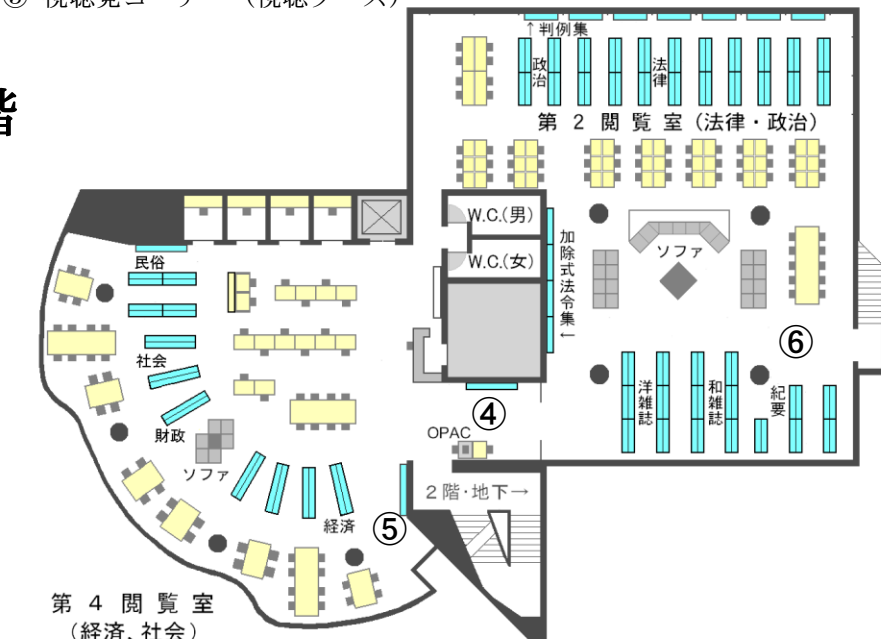 ⑤ 視聴覚コーナー（視聴ブース）
階
↑判例集
政治
法律
第２閲覧室（法律・政治）
W.C.(男)
W.C.(女)
加除式法令集←
ソファ
民俗
社会
財政
ソファ
経済
④
OPAC
⑤
２階・地下→
⑥
洋雑誌
和雑誌
紀要
第４閲覧室
（経済、社会）